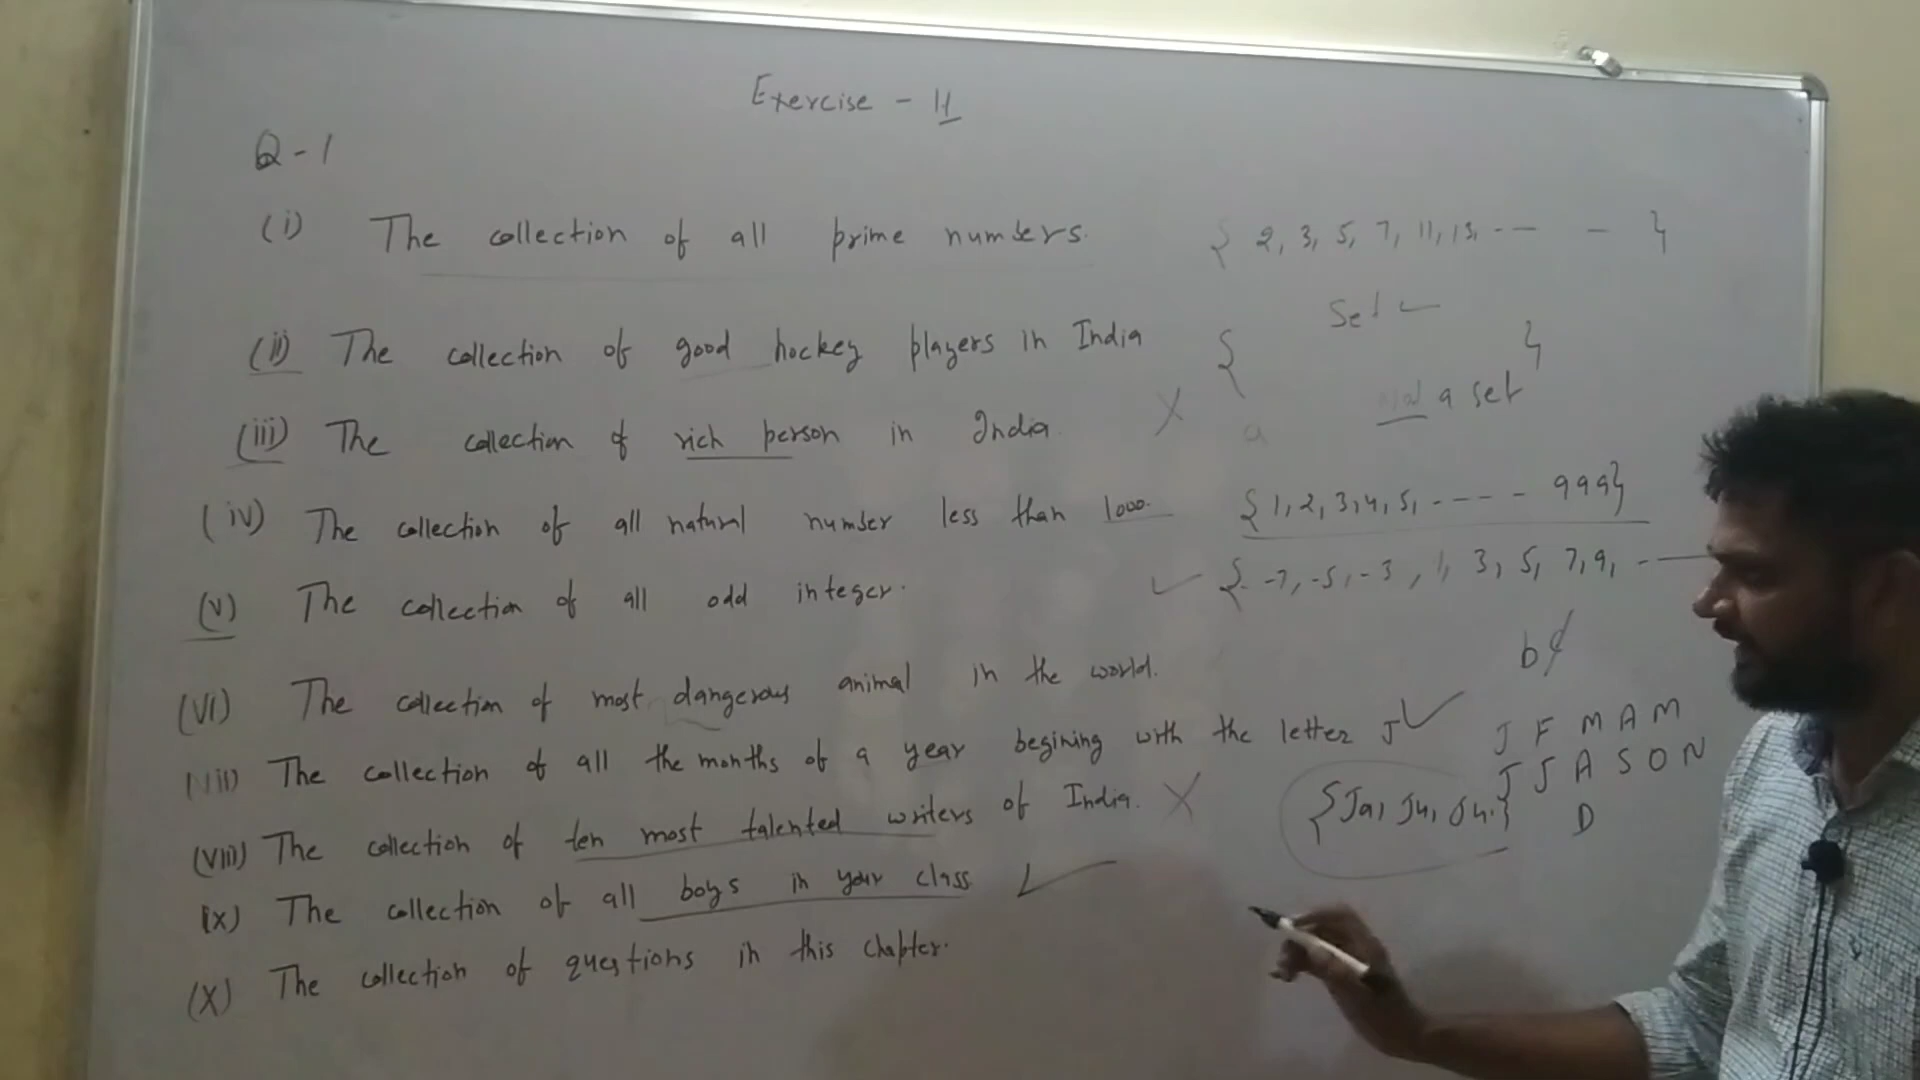 Exercise - 11
Q-1
(i) The collection of all prime numbers. { 2, 3, 5, 7, 11, 13, -- -- - }
Set
(ii) The collection of good hockey players in India { }
a set
(iii) The collection of rich person in India. X
(iv) The collection of all natural number less than 1000. {1, 2, 3, 4, 5, ---- - 999}
(v) The collection of all odd integer. ✓ { -7, -5, -3, 1, 3, 5, 7, 9, - --
b
(vi) The collection of most dangerous animal in the world.
(vii) The collection of all the months of a year begining with the letter J ✓
J F M A M
J J A S O N
D
{Ja, Ju, Ju.}
(viii) The collection of ten most talented writers of India. X
(ix) The collection of all boys in your class ✓
(x) The collection of questions in this chapter.